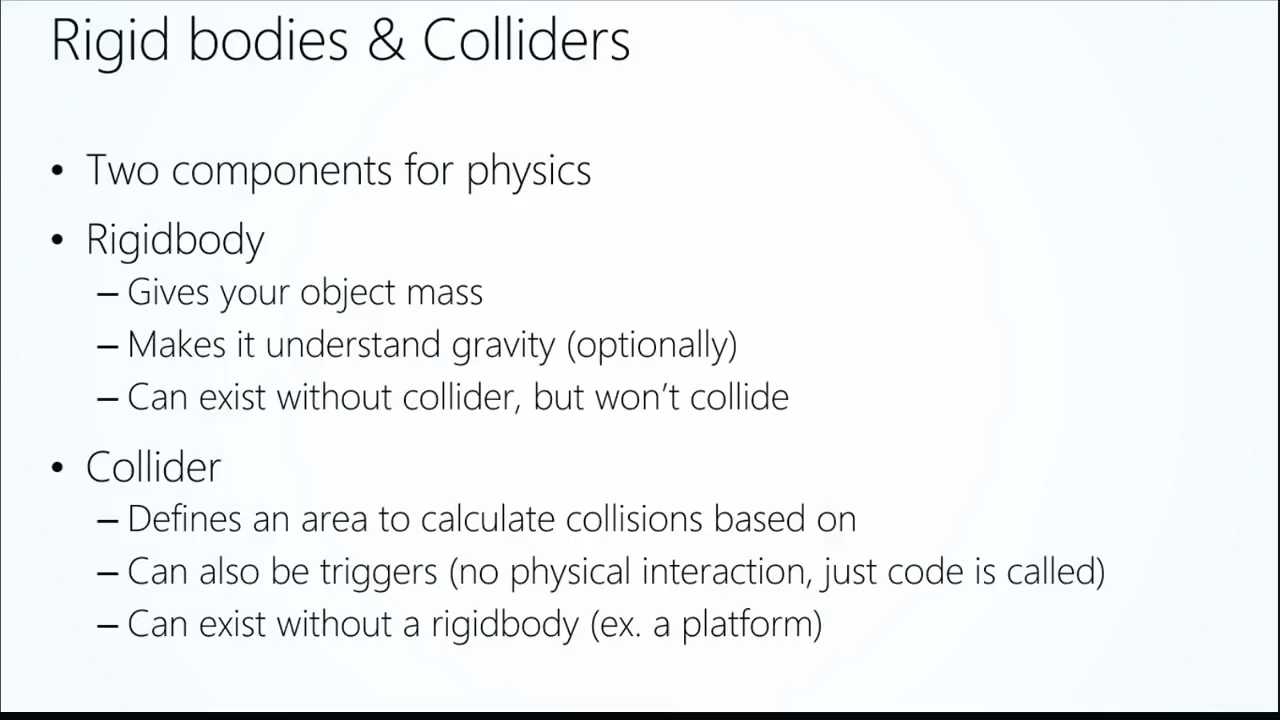 Rigid bodies & Colliders
• Two components for physics
• Rigidbody
– Gives your object mass
– Makes it understand gravity (optionally)
– Can exist without collider, but won’t collide
• Collider
– Defines an area to calculate collisions based on
– Can also be triggers (no physical interaction, just code is called)
– Can exist without a rigidbody (ex. a platform)